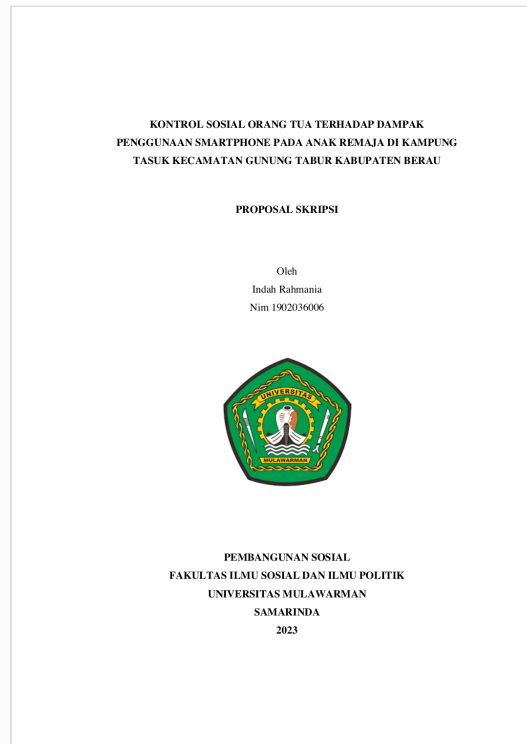 KONTROL SOSIAL ORANG TUA TERHADAP DAMPAK
PENGGUNAAN SMARTPHONE PADA ANAK REMAJA DI KAMPUNG
TASUK KECAMATAN GUNUNG TABUR KABUPATEN BERAU
PROPOSAL SKRIPSI
Oleh
Indah Rahmania
Nim 1902036006
UNIVERSITAS
MULAWARMAN
PEMBANGUNAN SOSIAL
FAKULTAS ILMU SOSIAL DAN ILMU POLITIK
UNIVERSITAS MULAWARMAN
SAMARINDA
2023